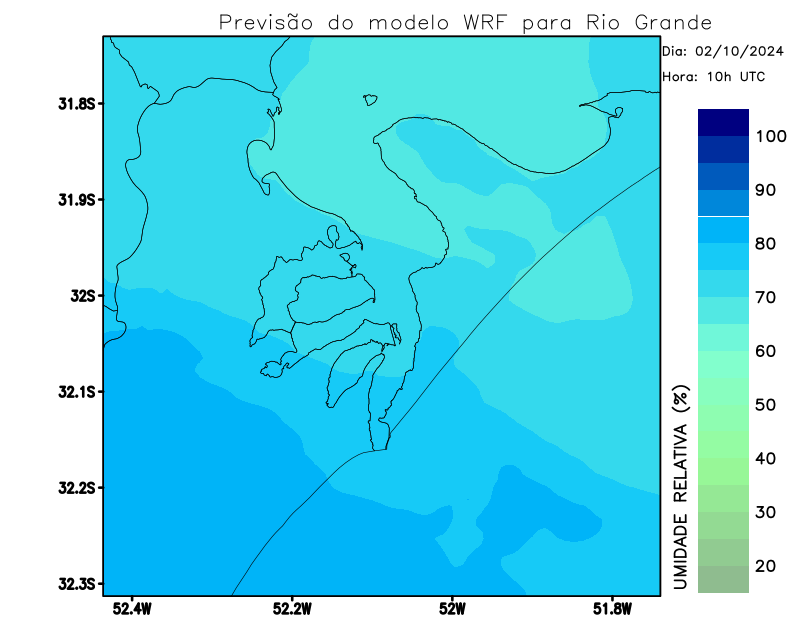 Previsão do modelo WRF para Rio Grande
Dia: 02/10/2024
Hora: 10h UTC
31.8S
31.9S
32S
32.1S
32.2S
32.3S
52.4W
52.2W
52W
51.8W
UMIDADE RELATIVA (%)
100
90
80
70
60
50
40
30
20